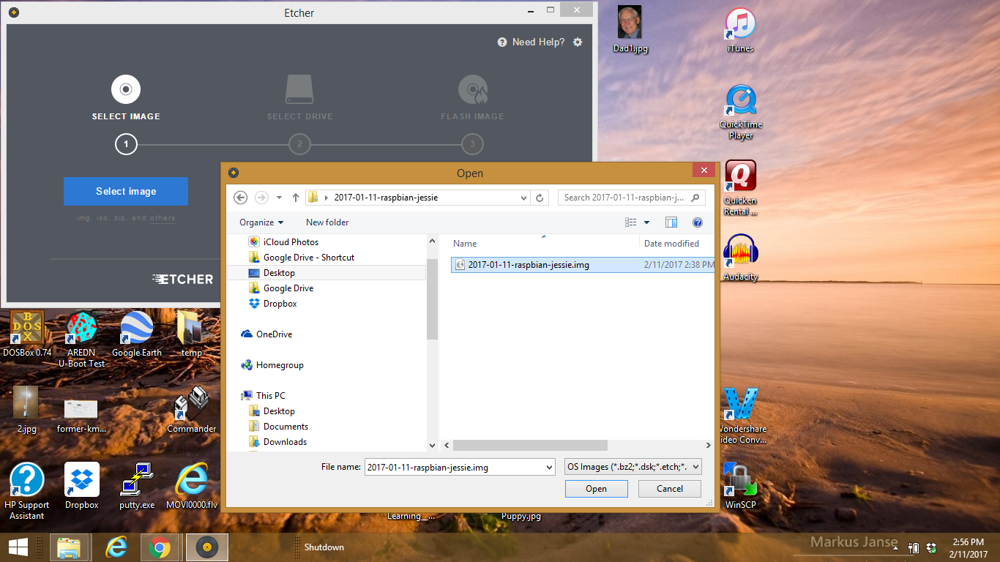 Etcher
Need Help?
SELECT IMAGE
SELECT DRIVE
FLASH IMAGE
1
2
3
Select image
img, iso, zip, and others
ETCHER
Open
2017-01-11-raspbian-jessie
Search 2017-01-11-raspbian-j...
Organize
New folder
Name
Date modified
iCloud Photos
Google Drive - Shortcut
Desktop
Google Drive
Dropbox
OneDrive
Homegroup
This PC
Desktop
Documents
Downloads
2017-01-11-raspbian-jessie.img
2/11/2017 2:38 PM
File name:
2017-01-11-raspbian-jessie.img
OS Images (*.bz2;*.dsk;*.etch;*.
Open
Cancel
Dad1.jpg
iTunes
QuickTime
Player
Q
Quicken
Rental ...
Audacity
B
DOS
X
DOSBox 0.74
AREDN
U-Boot Test
Google Earth
temp
2.jpg
former-km...
Commander
Wondershare
Video Conv...
HP Support
Assistant
Dropbox
putty.exe
MOVI0000.flv
Learning_...
Puppy.jpg
WinSCP
Shutdown
Markus Janse
2:56 PM
2/11/2017